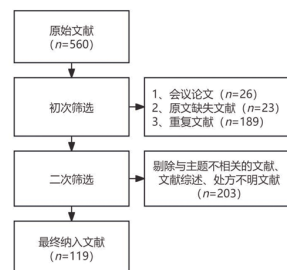 原始文献
(n=560)
初次筛选
1、会议论文(n=26)
2、原文缺失文献(n=23)
3、重复文献(n=189)
二次筛选
剔除与主题不相关的文献、
文献综述、处方不明文献
(n=203)
最终纳入文献
(n=119)